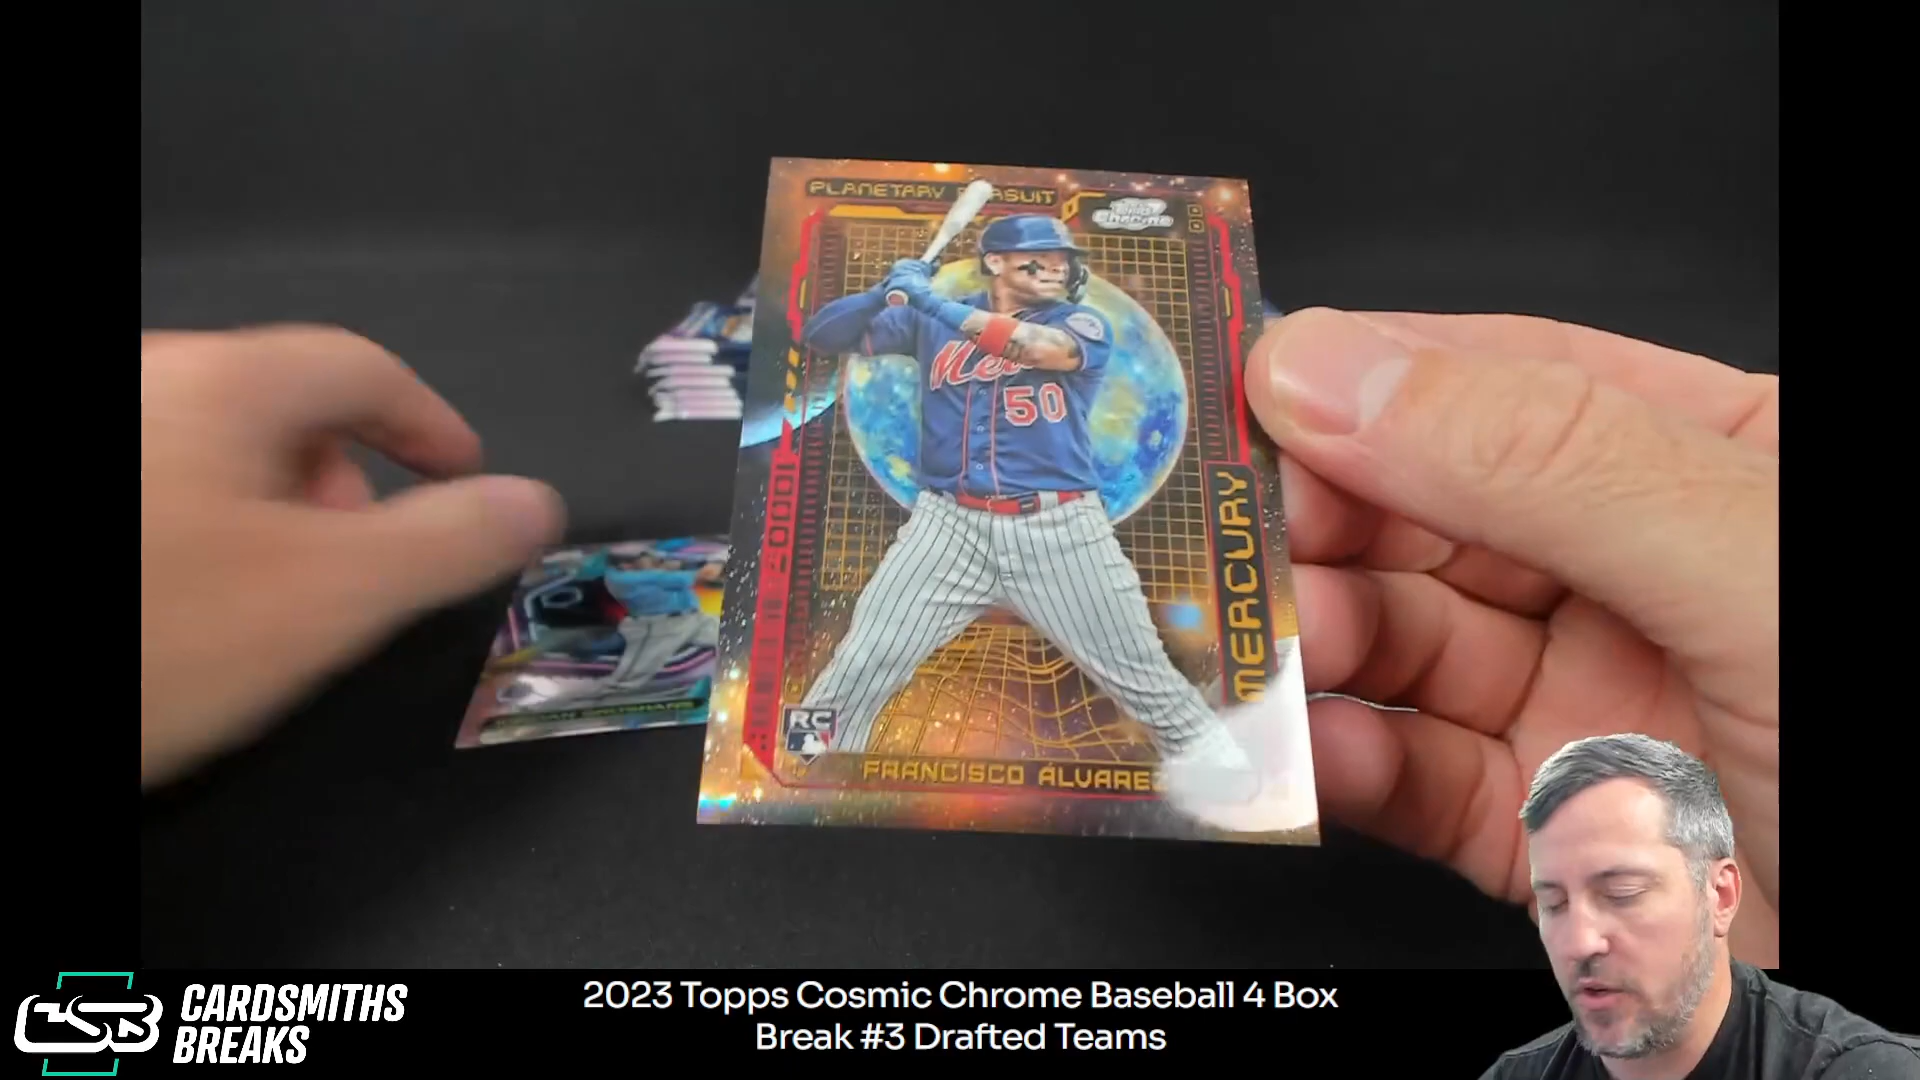 PLANETARY PURSUIT
Topps
Chrome
Mets
50
MERCURY
RC
FRANCISCO ÁLVAREZ
CSB
CARDSMITHS
BREAKS
2023 Topps Cosmic Chrome Baseball 4 Box
Break #3 Drafted Teams